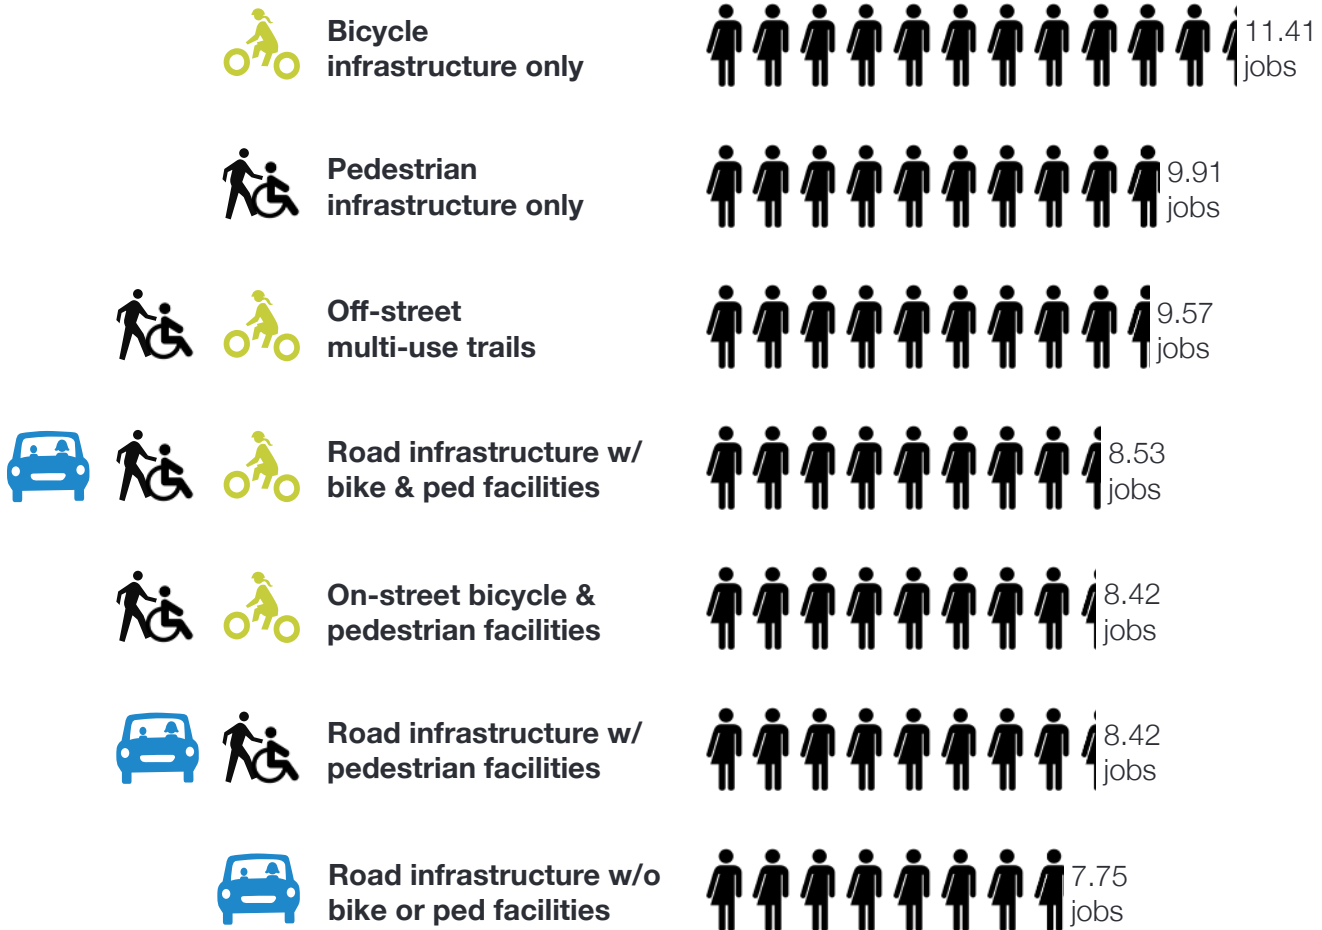 Bicycle
infrastructure only
11.41
jobs
Pedestrian
infrastructure only
9.91
jobs
Off-street
multi-use trails
9.57
jobs
Road infrastructure w/
bike & ped facilities
8.53
jobs
On-street bicycle &
pedestrian facilities
8.42
jobs
Road infrastructure w/
pedestrian facilities
8.42
jobs
Road infrastructure w/o
bike or ped facilities
7.75
jobs